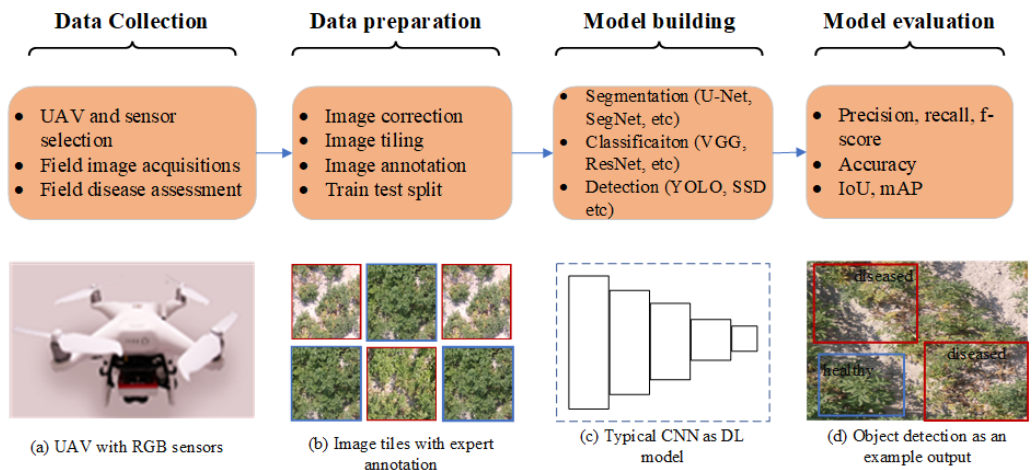 Data Collection
Data preparation
Model building
Model evaluation
• UAV and sensor
selection
• Field image acquisitions
• Field disease assessment
• Image correction
• Image tiling
• Image annotation
• Train test split
• Segmentation (U-Net,
SegNet, etc)
• Classificaiton (VGG,
ResNet, etc)
• Detection (YOLO, SSD
etc)
• Precision, recall, f-
score
• Accuracy
• IoU, mAP
diseased
healthy
diseased
(a) UAV with RGB sensors
(b) Image tiles with expert
annotation
(c) Typical CNN as DL
model
(d) Object detection as an
example output